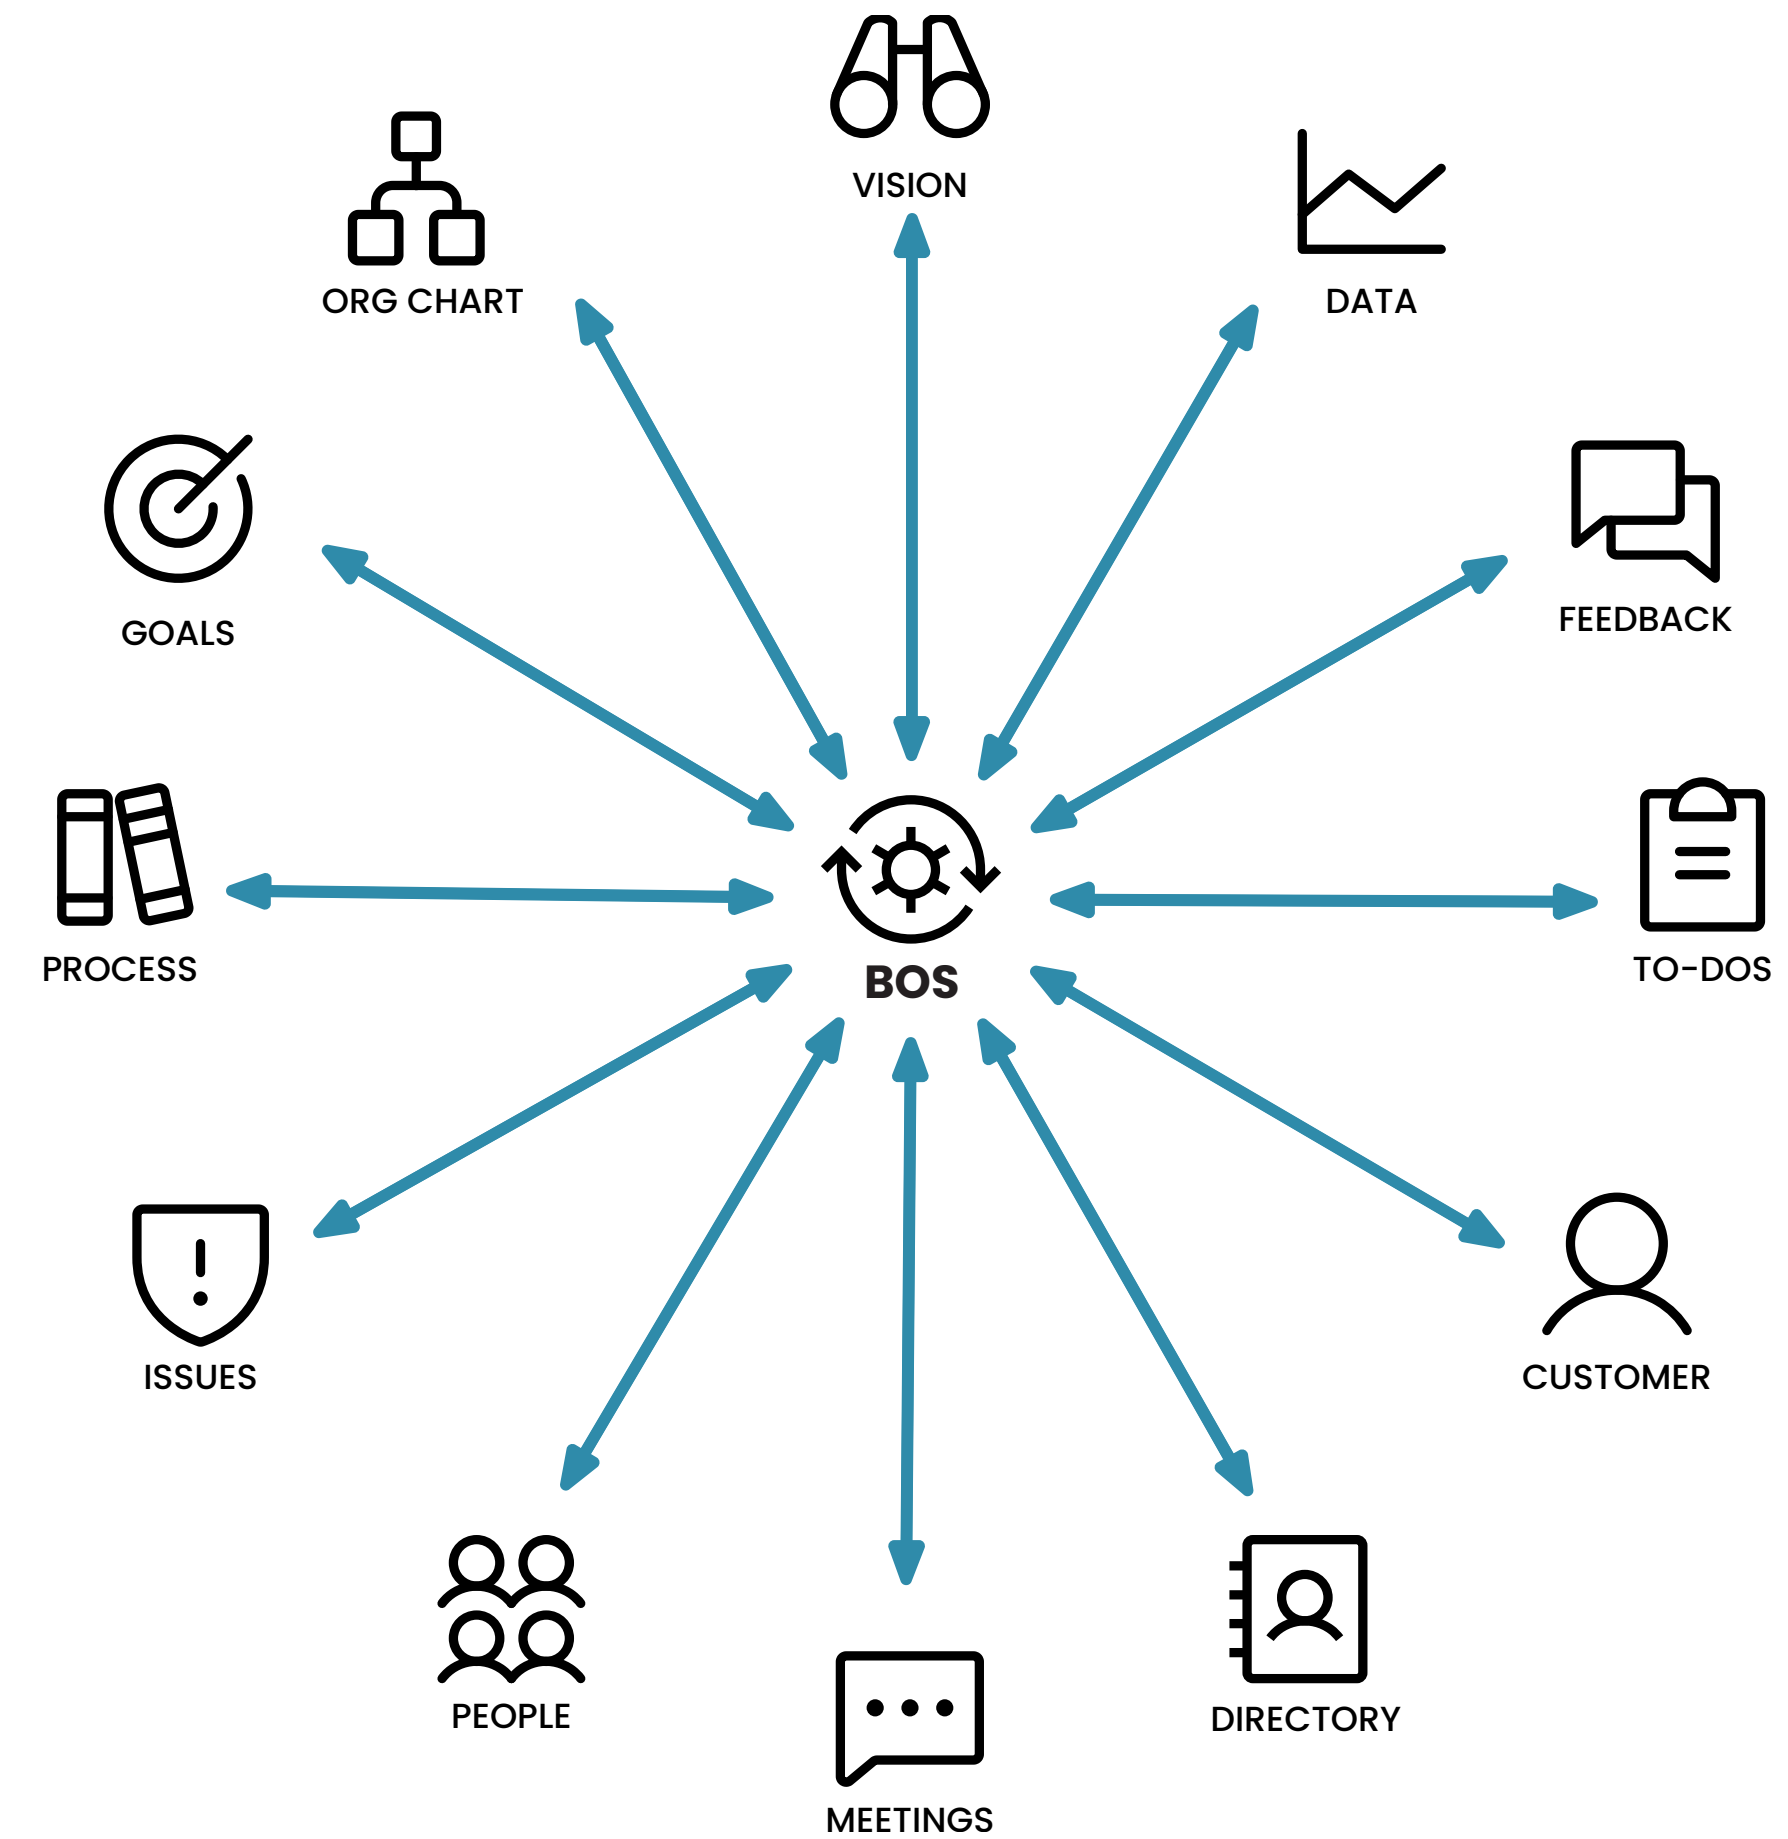 VISION
ORG CHART
DATA
GOALS
FEEDBACK
PROCESS
BOS
TO-DOS
ISSUES
CUSTOMER
PEOPLE
DIRECTORY
MEETINGS